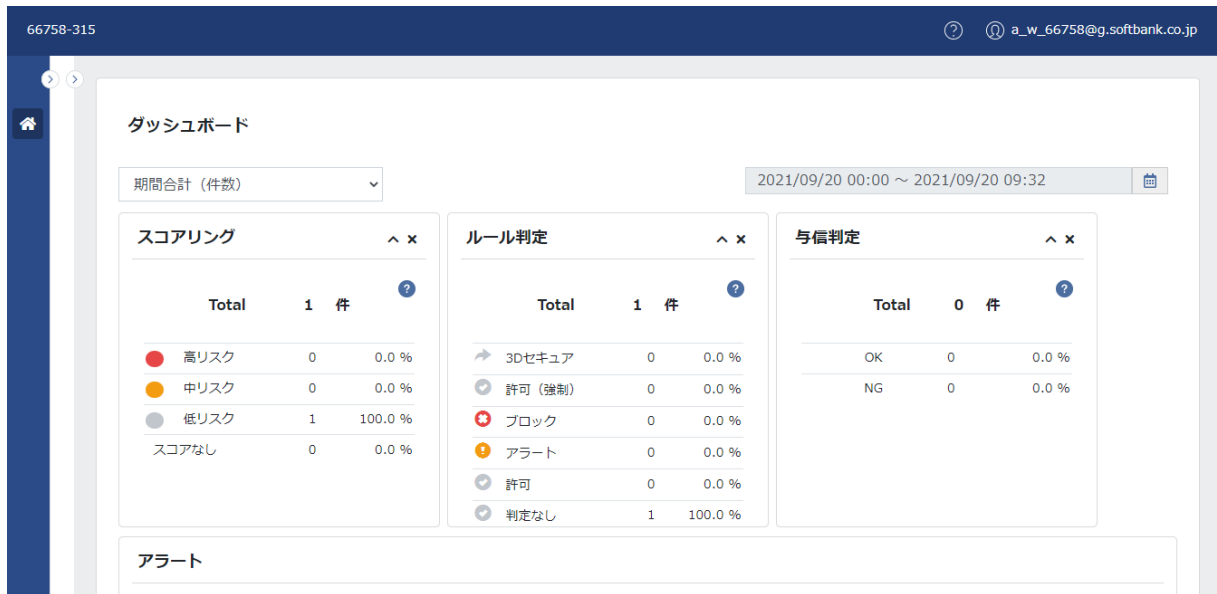 66758-315
a_w_66758@g.softbank.co.jp
ダッシュボード
期間合計（件数）
2021/09/20 00:00 ～ 2021/09/20 09:32
スコアリング
Total 1 件
高リスク 0 0.0 %
中リスク 0 0.0 %
低リスク 1 100.0 %
スコアなし 0 0.0 %
ルール判定
Total 1 件
3Dセキュア 0 0.0 %
許可（強制） 0 0.0 %
ブロック 0 0.0 %
アラート 0 0.0 %
許可 0 0.0 %
判定なし 1 100.0 %
与信判定
Total 0 件
OK 0 0.0 %
NG 0 0.0 %
アラート